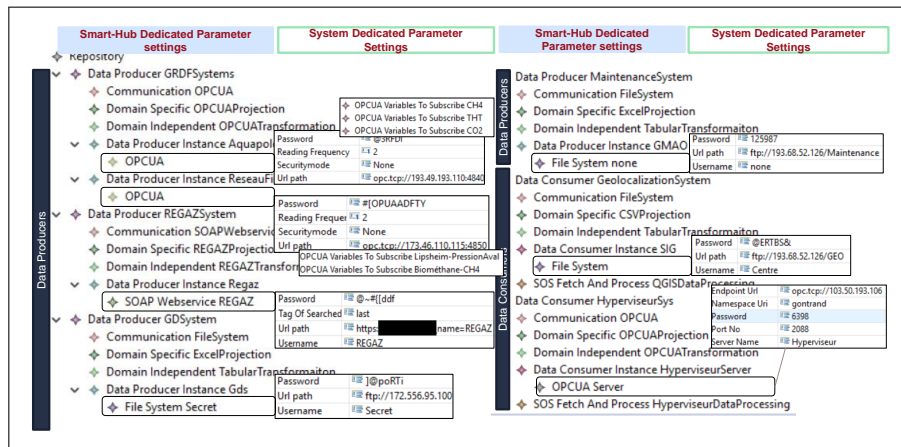 Smart-Hub Dedicated Parameter settings
System Dedicated Parameter Settings
Repository
Data Producers
Data Producer GRDFSystems
Communication OPCUA
Domain Specific OPCUAProjection
Domain Independent OPCUATransformation
OPCUA Variables To Subscribe CH4
OPCUA Variables To Subscribe THT
OPCUA Variables To Subscribe CO2
Data Producer Instance Aquapol
OPCUA
Password @3RFDI
Reading Frequency 2
Securitymode None
Url path opc.tcp://193.49.193.110:4840
Data Producer Instance ReseauFi
OPCUA
Password #[OPUAADFTY
Reading Frequer 2
Securitymode None
Url path opc.tcp://173.46.110.115:4850
OPCUA Variables To Subscribe Lipsheim-PressionAval
OPCUA Variables To Subscribe Biométhane-CH4
Data Producer REGAZSystem
Communication SOAPWebservic
Domain Specific REGAZProjectio
Domain Independent REGAZTransfor
Data Producer Instance Regaz
SOAP Webservice REGAZ
Password @~#{[ddf
Tag Of Searched last
Url path https: name=REGAZ
Username REGAZ
Data Producer GDSystem
Communication FileSystem
Domain Specific ExcelProjection
Domain Independent TabularTransformaiton
Data Producer Instance Gds
File System Secret
Password ]@poRTi
Url path ftp://172.556.95.100
Username Secret
Smart-Hub Dedicated Parameter settings
System Dedicated Parameter Settings
Data Producers
Data Producer MaintenanceSystem
Communication FileSystem
Domain Specific ExcelProjection
Domain Independent TabularTransformaiton
Data Producer Instance GMAO
File System none
Password 125987
Url path ftp://193.68.52.126/Maintenance
Username none
Data Consumers
Data Consumer GeolocalizationSystem
Communication FileSystem
Domain Specific CSVProjection
Domain Independent TabularTransformaiton
Data Consumer Instance SIG
File System
Password @ERTBS&
Url path ftp://193.68.52.126/GEO
Username Centre
SOS Fetch And Process QGISDataProcessing
Data Consumer HyperviseurSys
Communication OPCUA
Domain Specific OPCUAProjection
Domain Independent OPCUATransformation
Data Consumer Instance HyperviseurServer
OPCUA Server
Endpoint Url opc.tcp://103.50.193.106
Namespace Uri gontrand
Password 6398
Port No 2088
Server Name Hyperviseur
SOS Fetch And Process HyperviseurDataProcessing